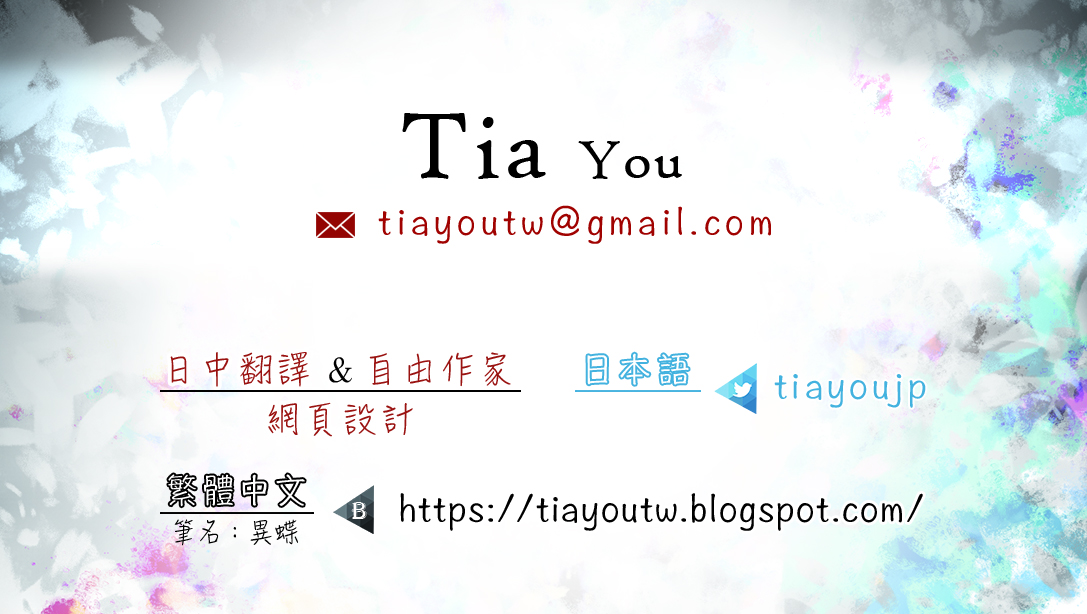 Tia You
tiayoutw@gmail.com
日中翻譯 & 自由作家
網頁設計
日本語 tiayoujp
繁體中文 B https://tiayoutw.blogspot.com/
筆名：異蝶